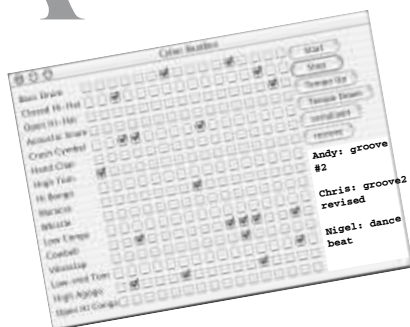 Cyber BeatBox
Start
Stop
Tempo Up
Tempo Down
sendit
restore
Bass Drum
Closed Hi-Hat
Open Hi-Hat
Acoustic Snare
Crash Cymbal
Hand Clap
High Tom
Hi Bongo
Maracas
Whistle
Low Conga
Cowbell
Vibraslap
Low-mid Tom
High Agogo
Open Hi Conga
Andy: groove
#2
Chris: groove2
revised
Nigel: dance
beat